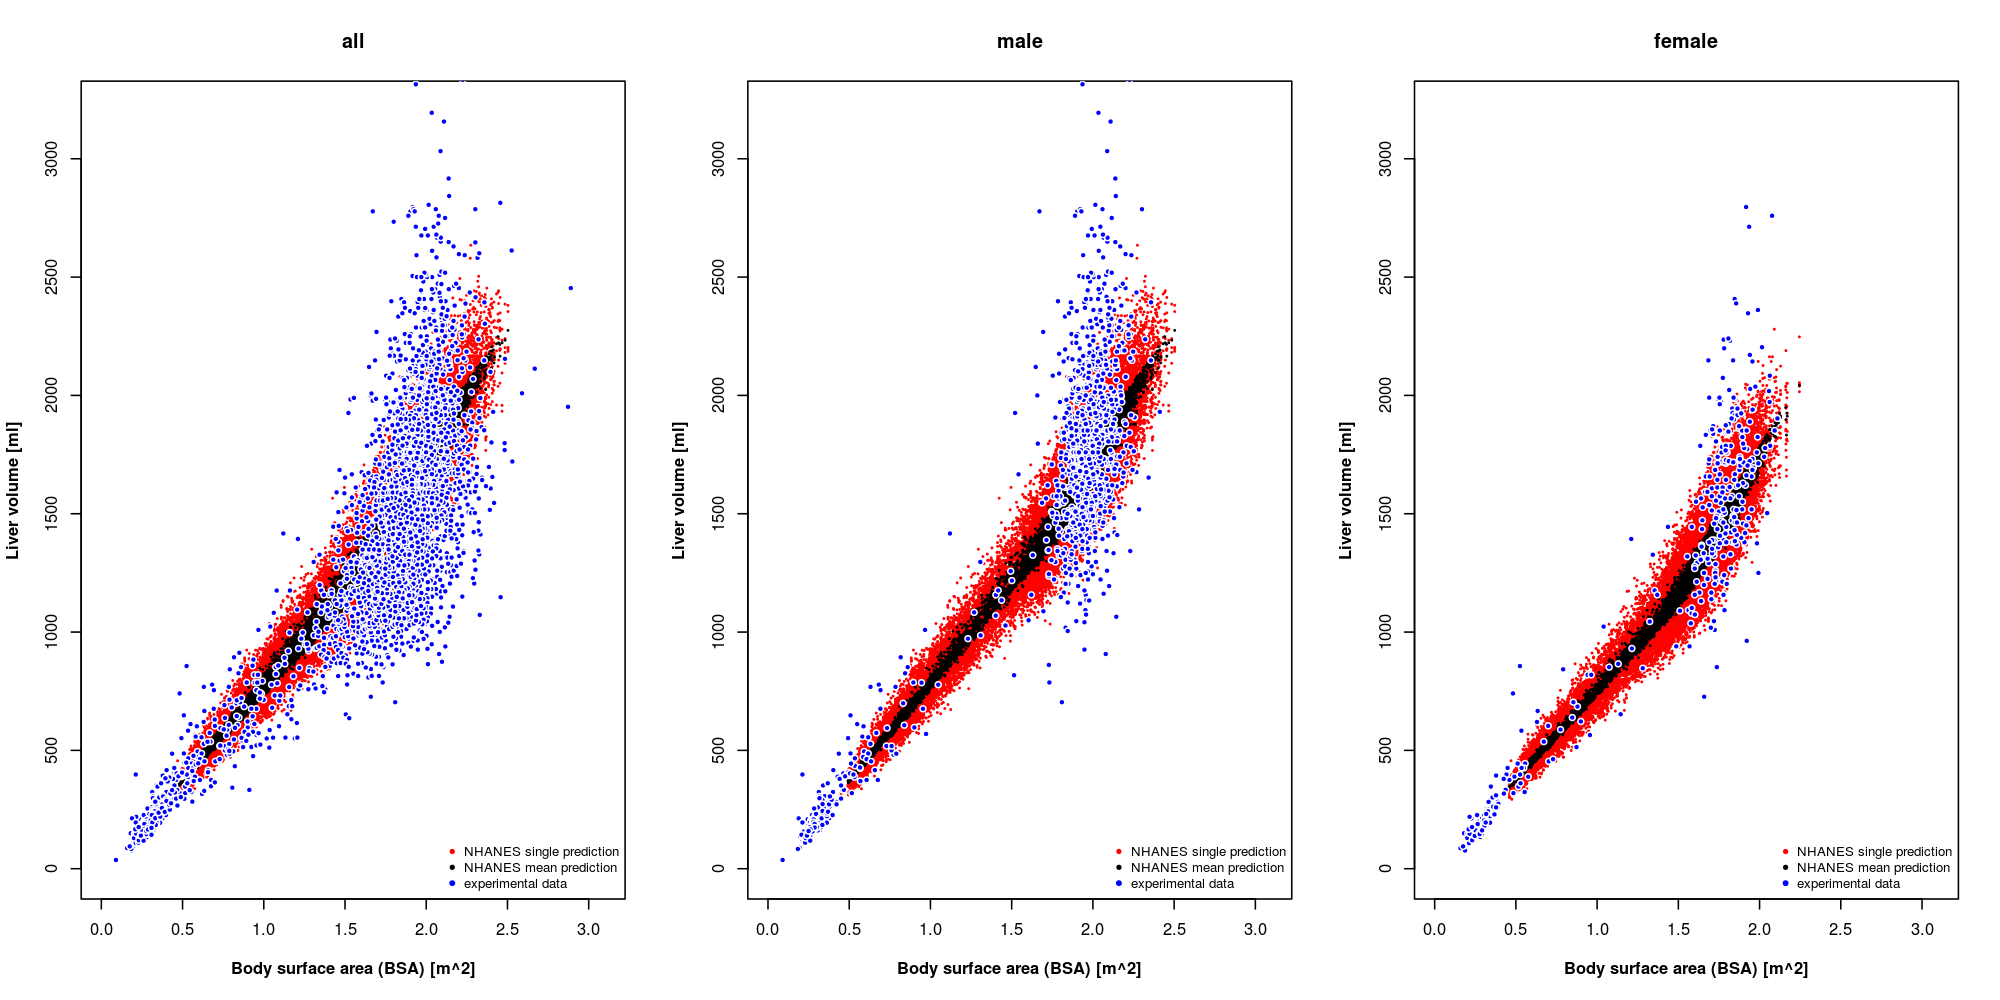 all
male
female
Liver volume [ml]
3000
2500
2000
1500
1000
500
0
NHANES single prediction
NHANES mean prediction
experimental data
0.0 0.5 1.0 1.5 2.0 2.5 3.0
Body surface area (BSA) [m^2]
Liver volume [ml]
3000
2500
2000
1500
1000
500
0
NHANES single prediction
NHANES mean prediction
experimental data
0.0 0.5 1.0 1.5 2.0 2.5 3.0
Body surface area (BSA) [m^2]
Liver volume [ml]
3000
2500
2000
1500
1000
500
0
NHANES single prediction
NHANES mean prediction
experimental data
0.0 0.5 1.0 1.5 2.0 2.5 3.0
Body surface area (BSA) [m^2]